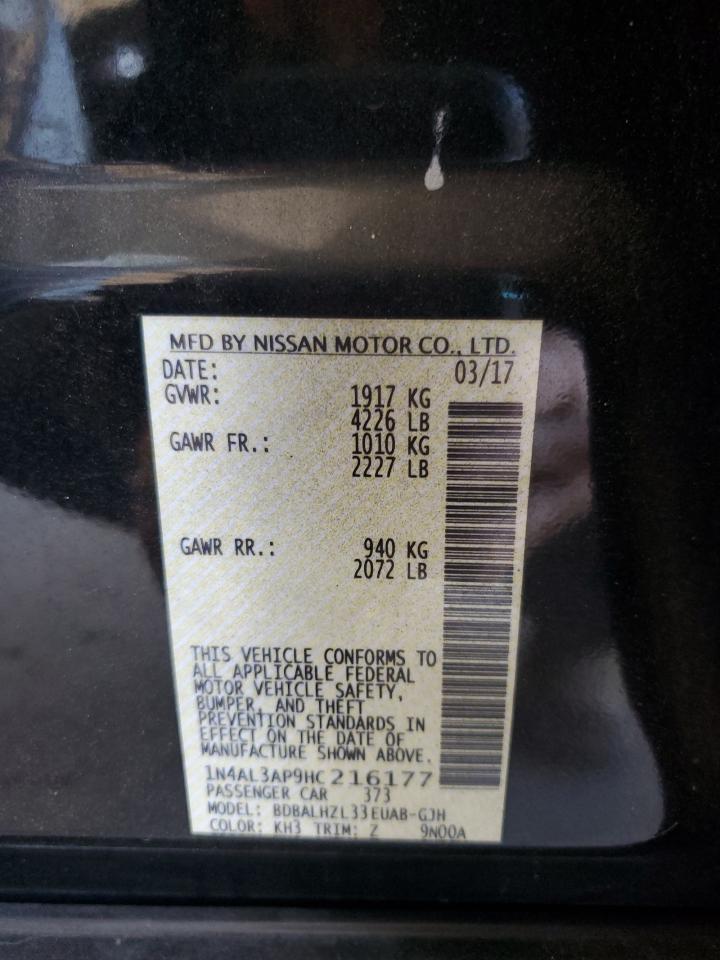 MFD BY NISSAN MOTOR CO., LTD.
DATE: 03/17
GVWR: 1917 KG
4226 LB
GAWR FR.: 1010 KG
2227 LB
GAWR RR.: 940 KG
2072 LB
THIS VEHICLE CONFORMS TO
ALL APPLICABLE FEDERAL
MOTOR VEHICLE SAFETY,
BUMPER, AND THEFT
PREVENTION STANDARDS IN
EFFECT ON THE DATE OF
MANUFACTURE SHOWN ABOVE.
1N4AL3AP9HC216177
PASSENGER CAR 373
MODEL: BDBALHZL33EUAB-GJH
COLOR: KH3 TRIM: Z 9N00A